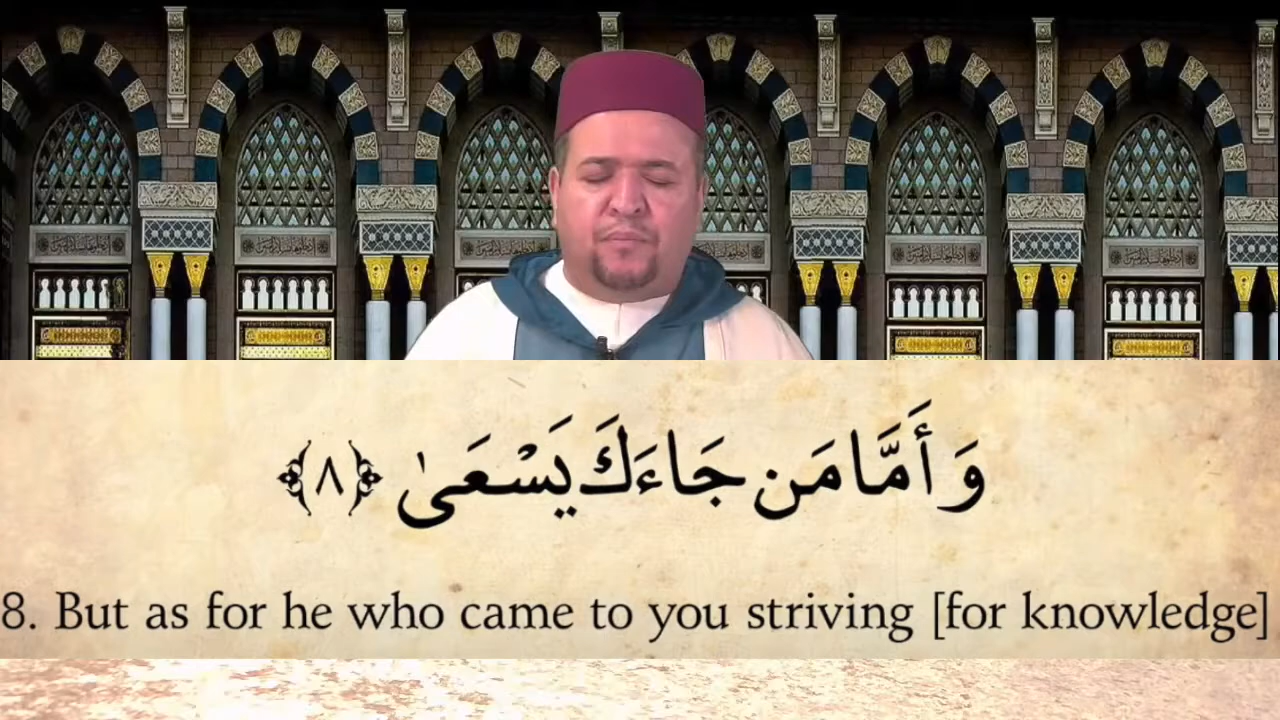 وَأَمَّا مَن جَاءَكَ يَسْعَىٰ ﴿٨﴾
8. But as for he who came to you striving [for knowledge]